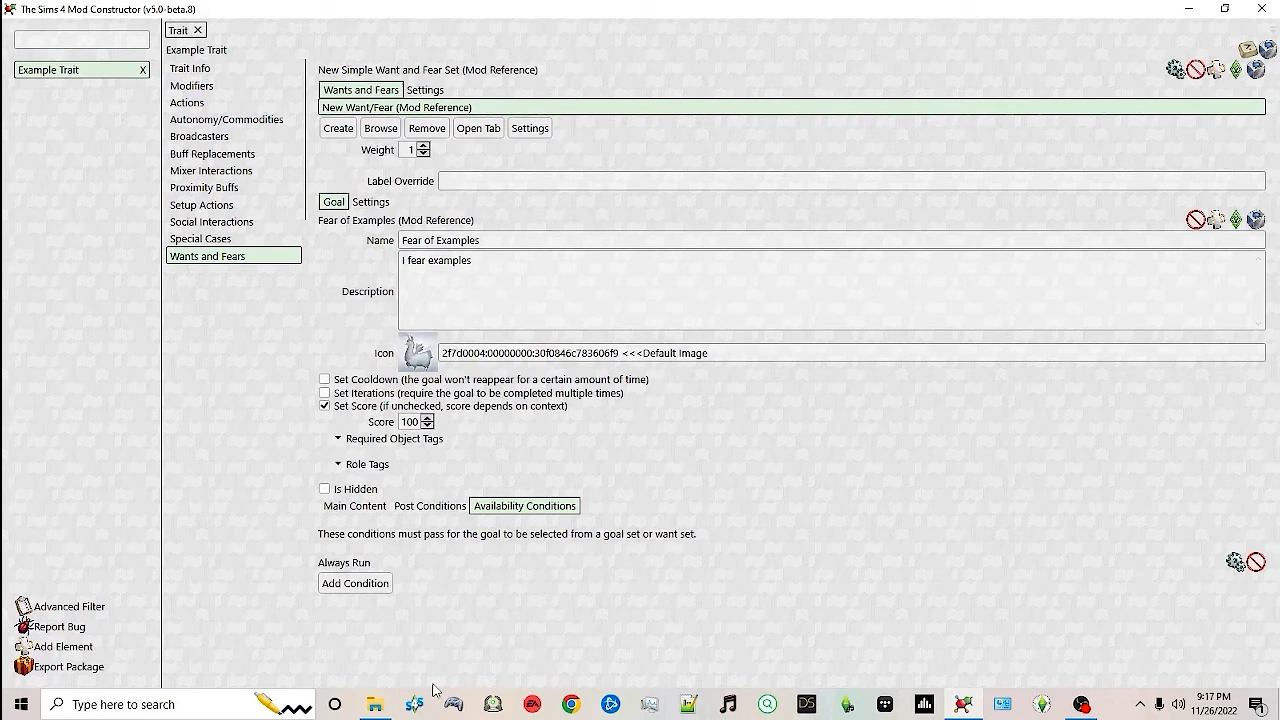 The Sims 4 Mod Constructor (v5.0-beta.8)
Trait X
Example Trait
Example Trait X
Trait Info
Modifiers
Actions
Autonomy/Commodities
Broadcasters
Buff Replacements
Mixer Interactions
Proximity Buffs
Setup Actions
Social Interactions
Special Cases
Wants and Fears
New Simple Want and Fear Set (Mod Reference)
Wants and Fears Settings
New Want/Fear (Mod Reference)
Create Browse Remove Open Tab Settings
Weight 1
Label Override
Goal Settings
Fear of Examples (Mod Reference)
Name Fear of Examples
Description I fear examples
Icon 2f7d0004:00000000:30f0846c783606f9 <<<Default Image
Set Cooldown (the goal won't reappear for a certain amount of time)
Set Iterations (require the goal to be completed multiple times)
Set Score (if unchecked, score depends on context)
Score 100
Required Object Tags
Role Tags
Is Hidden
Main Content Post Conditions Availability Conditions
These conditions must pass for the goal to be selected from a goal set or want set.
Always Run
Add Condition
Advanced Filter
Report Bug
Add Element
Export Package
Type here to search
EA
DS
9:17 PM
11/26/2022
1